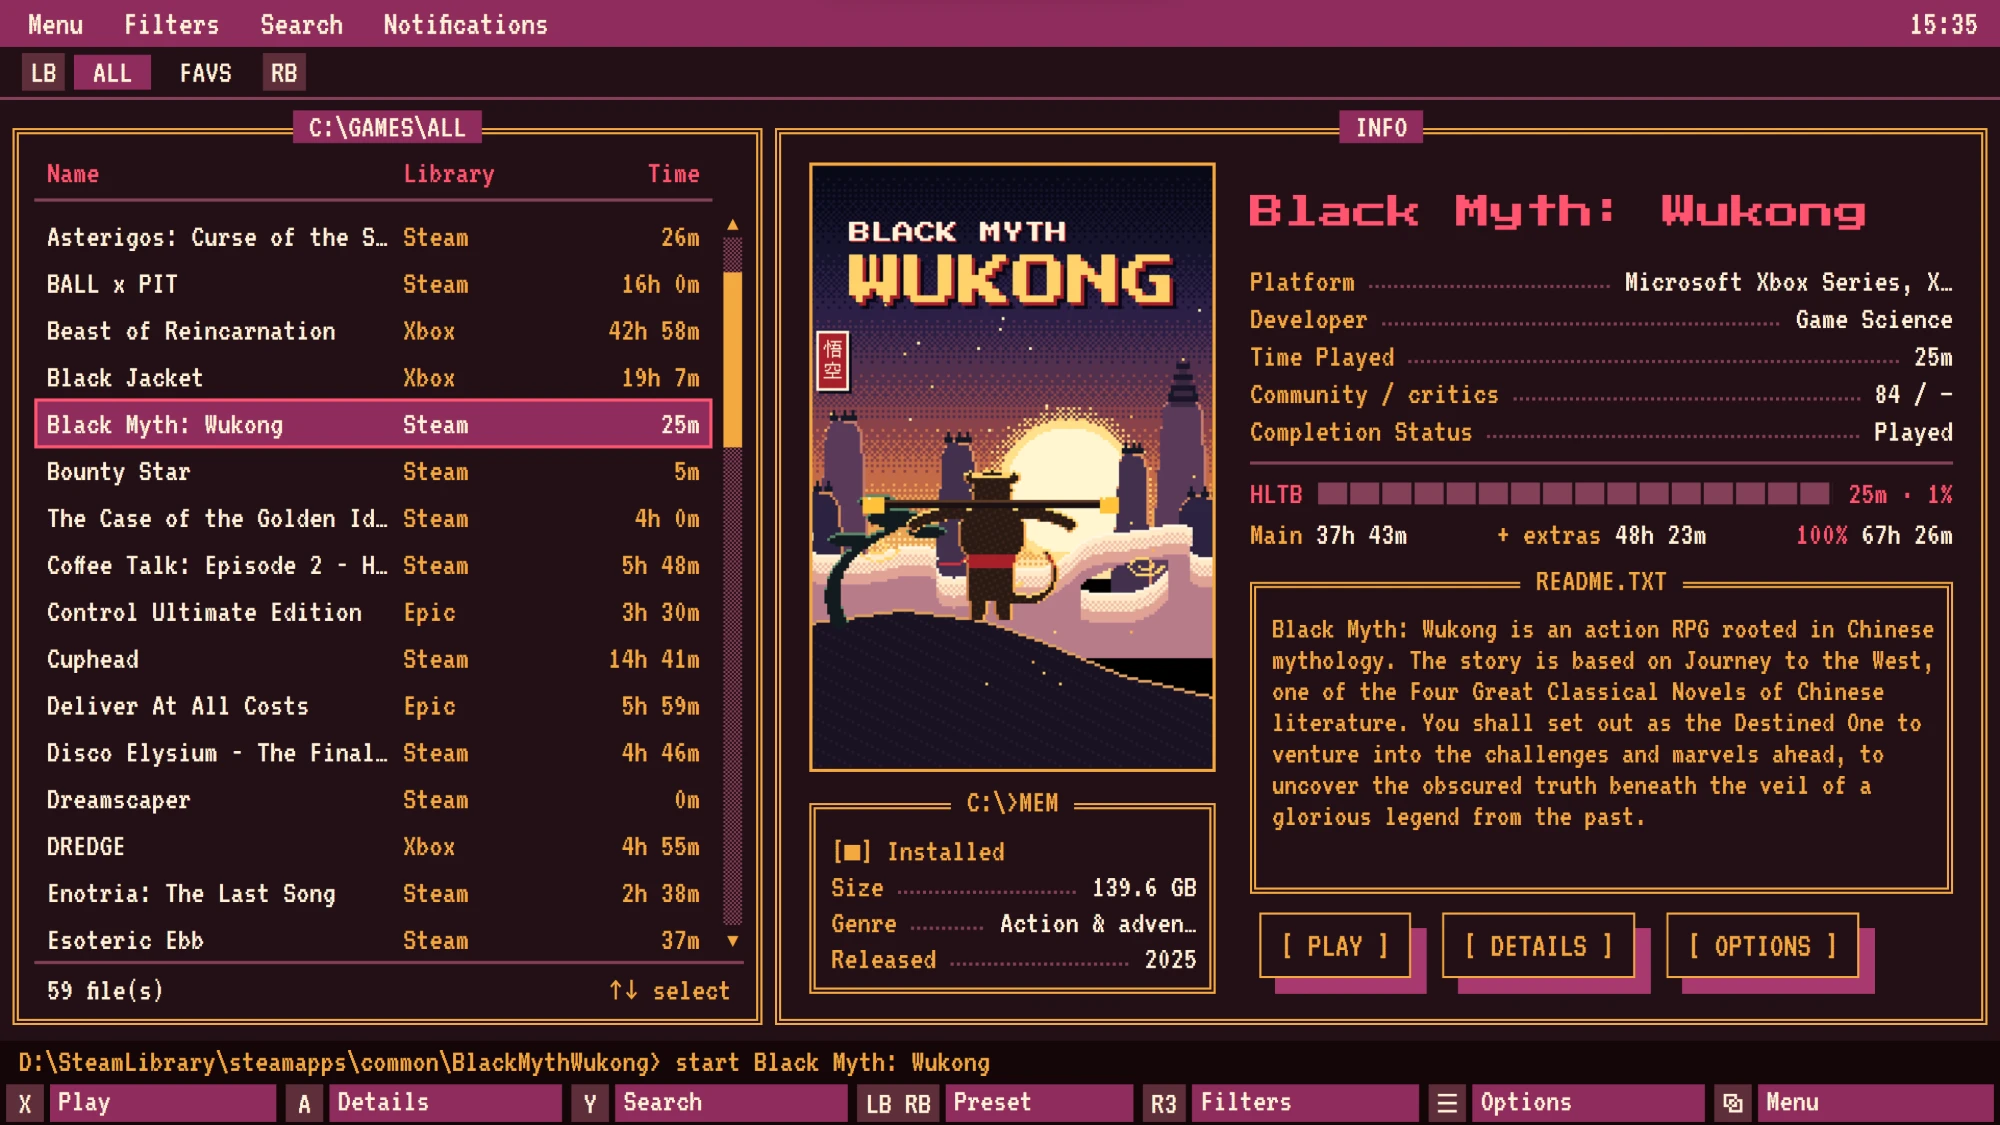 Menu Filters Search Notifications 15:35
LB ALL FAVS RB
C:\GAMES\ALL
Name Library Time
Asterigos: Curse of the S… Steam 26m
BALL x PIT Steam 16h 0m
Beast of Reincarnation Xbox 42h 58m
Black Jacket Xbox 19h 7m
Black Myth: Wukong Steam 25m
Bounty Star Steam 5m
The Case of the Golden Id… Steam 4h 0m
Coffee Talk: Episode 2 - H… Steam 5h 48m
Control Ultimate Edition Epic 3h 30m
Cuphead Steam 14h 41m
Deliver At All Costs Epic 5h 59m
Disco Elysium - The Final… Steam 4h 46m
Dreamscaper Steam 0m
DREDGE Xbox 4h 55m
Enotria: The Last Song Steam 2h 38m
Esoteric Ebb Steam 37m
59 file(s) ↑↓ select
INFO
BLACK MYTH
WUKONG
悟空
C:\>MEM
[■] Installed
Size 139.6 GB
Genre Action & adven…
Released 2025
Black Myth: Wukong
Platform Microsoft Xbox Series, X…
Developer Game Science
Time Played 25m
Community / critics 84 / -
Completion Status Played
HLTB 25m · 1%
Main 37h 43m + extras 48h 23m 100% 67h 26m
README.TXT
Black Myth: Wukong is an action RPG rooted in Chinese
mythology. The story is based on Journey to the West,
one of the Four Great Classical Novels of Chinese
literature. You shall set out as the Destined One to
venture into the challenges and marvels ahead, to
uncover the obscured truth beneath the veil of a
glorious legend from the past.
[ PLAY ] [ DETAILS ] [ OPTIONS ]
D:\SteamLibrary\steamapps\common\BlackMythWukong> start Black Myth: Wukong
X Play A Details Y Search LB RB Preset R3 Filters ☰ Options Menu